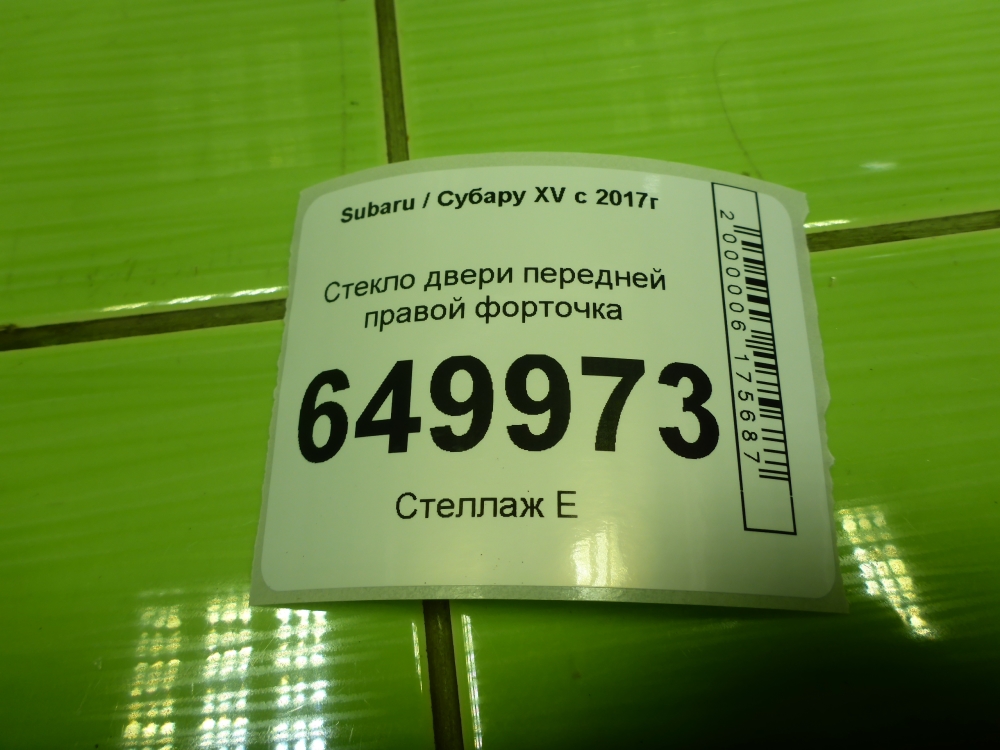 Subaru / Субару XV с 2017г
Стекло двери передней
правой форточка
649973
Стеллаж Е
2000006175687